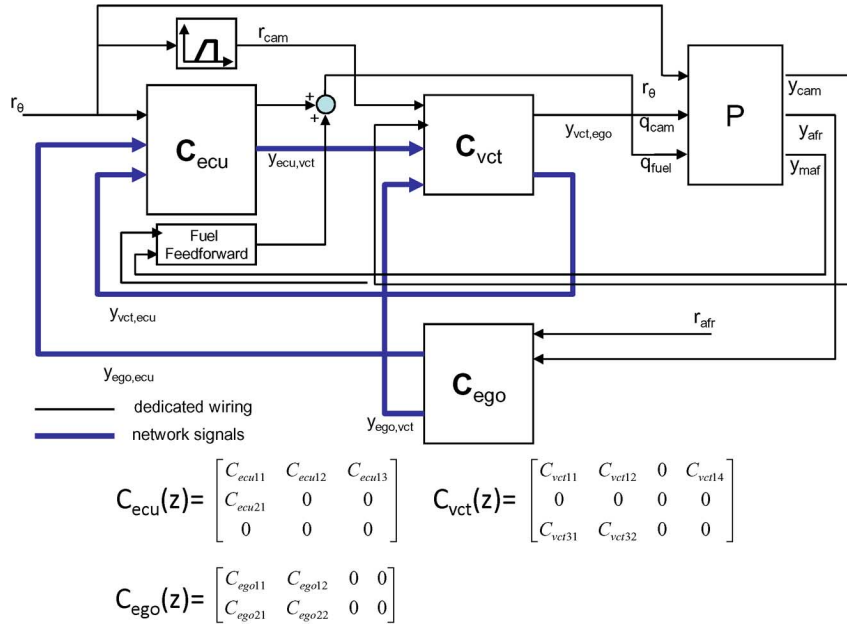 r_cam
r_θ
+
+
C_ecu
y_ecu,vct
C_vct
y_vct,ego
r_θ
q_cam
q_fuel
P
y_cam
y_afr
y_maf
Fuel
Feedforward
y_vct,ecu
r_afr
y_ego,ecu
C_ego
y_ego,vct
dedicated wiring
network signals
C_ecu(z)= [C_ecu11 C_ecu12 C_ecu13
C_ecu21 0 0
0 0 0]
C_vct(z)= [C_vct11 C_vct12 0 C_vct14
0 0 0 0
C_vct31 C_vct32 0 0]
C_ego(z)= [C_ego11 C_ego12 0 0
C_ego21 C_ego22 0 0]